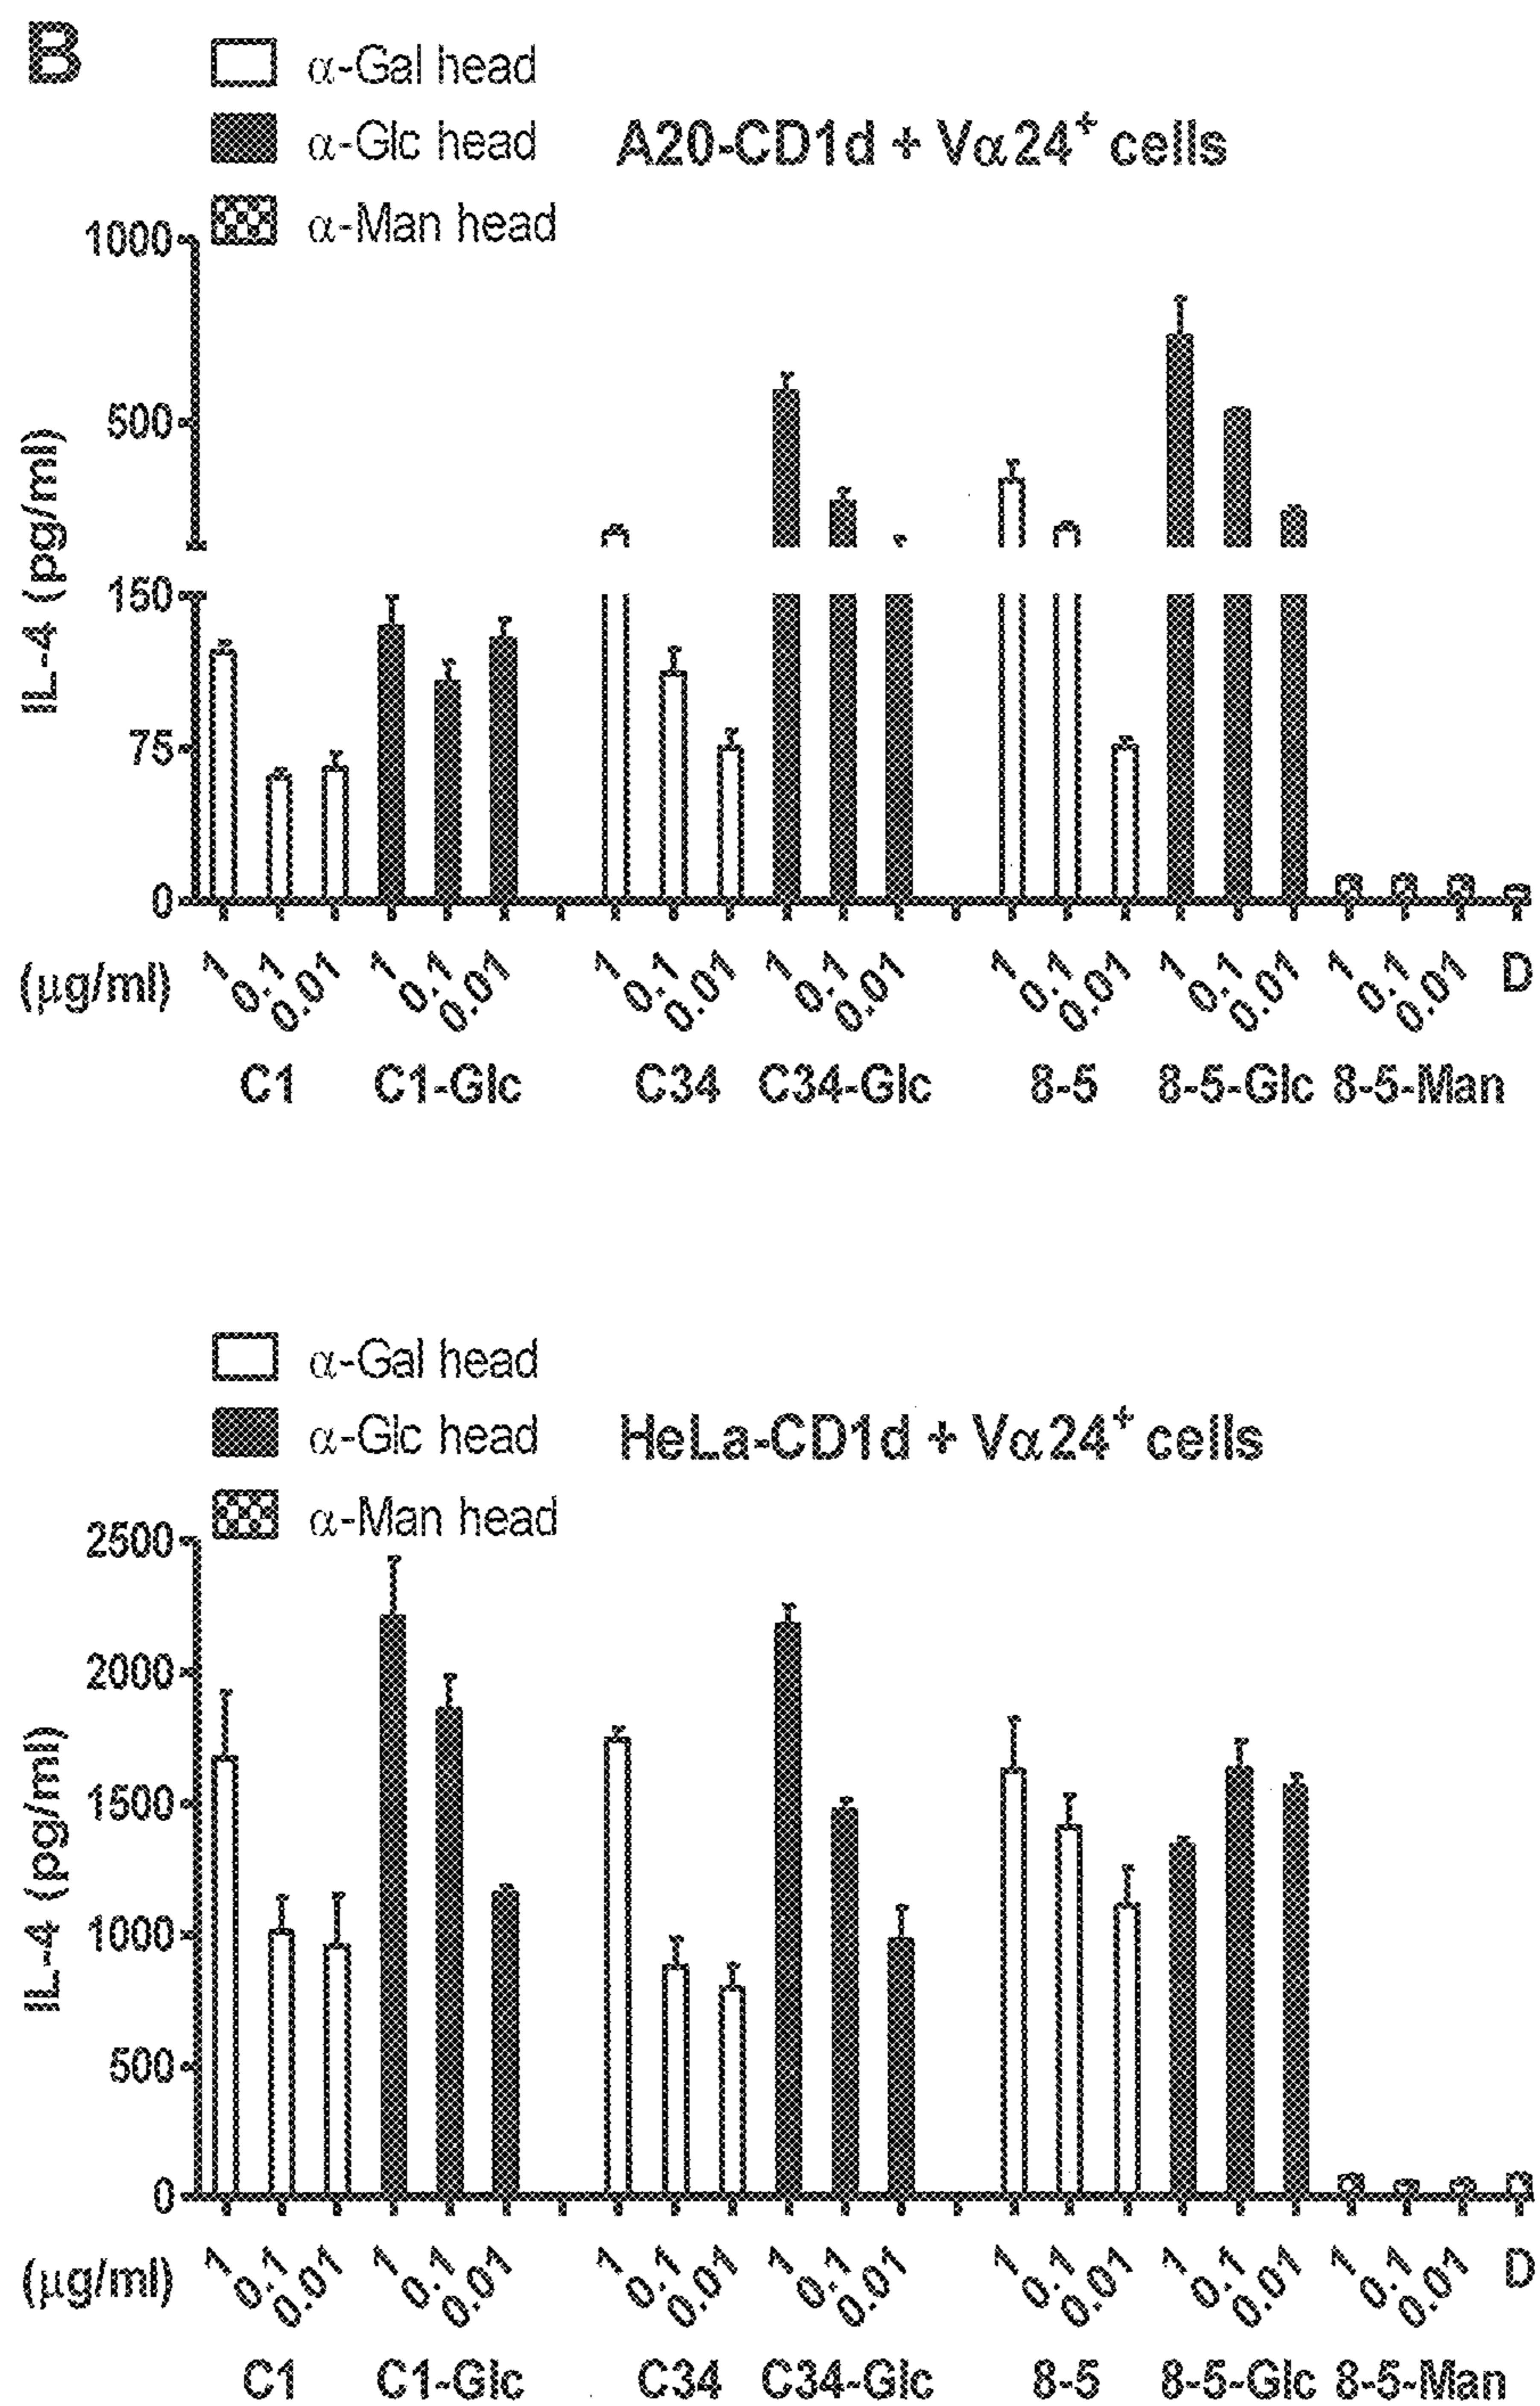 B
α-Gal head
α-Glc head
α-Man head
A20-CD1d + Vα24⁺ cells
IL-4 (pg/ml)
1000
500
150
75
0
(μg/ml) 1 0.1 0.01 1 0.1 0.01 1 0.1 0.01 1 0.1 0.01 1 0.1 0.01 1 0.1 0.01 1 0.1 0.01 D
C1 C1-Glc C34 C34-Glc 8-5 8-5-Glc 8-5-Man
α-Gal head
α-Glc head
α-Man head
HeLa-CD1d + Vα24⁺ cells
IL-4 (pg/ml)
2500
2000
1500
1000
500
0
(μg/ml) 1 0.1 0.01 1 0.1 0.01 1 0.1 0.01 1 0.1 0.01 1 0.1 0.01 1 0.1 0.01 1 0.1 0.01 D
C1 C1-Glc C34 C34-Glc 8-5 8-5-Glc 8-5-Man